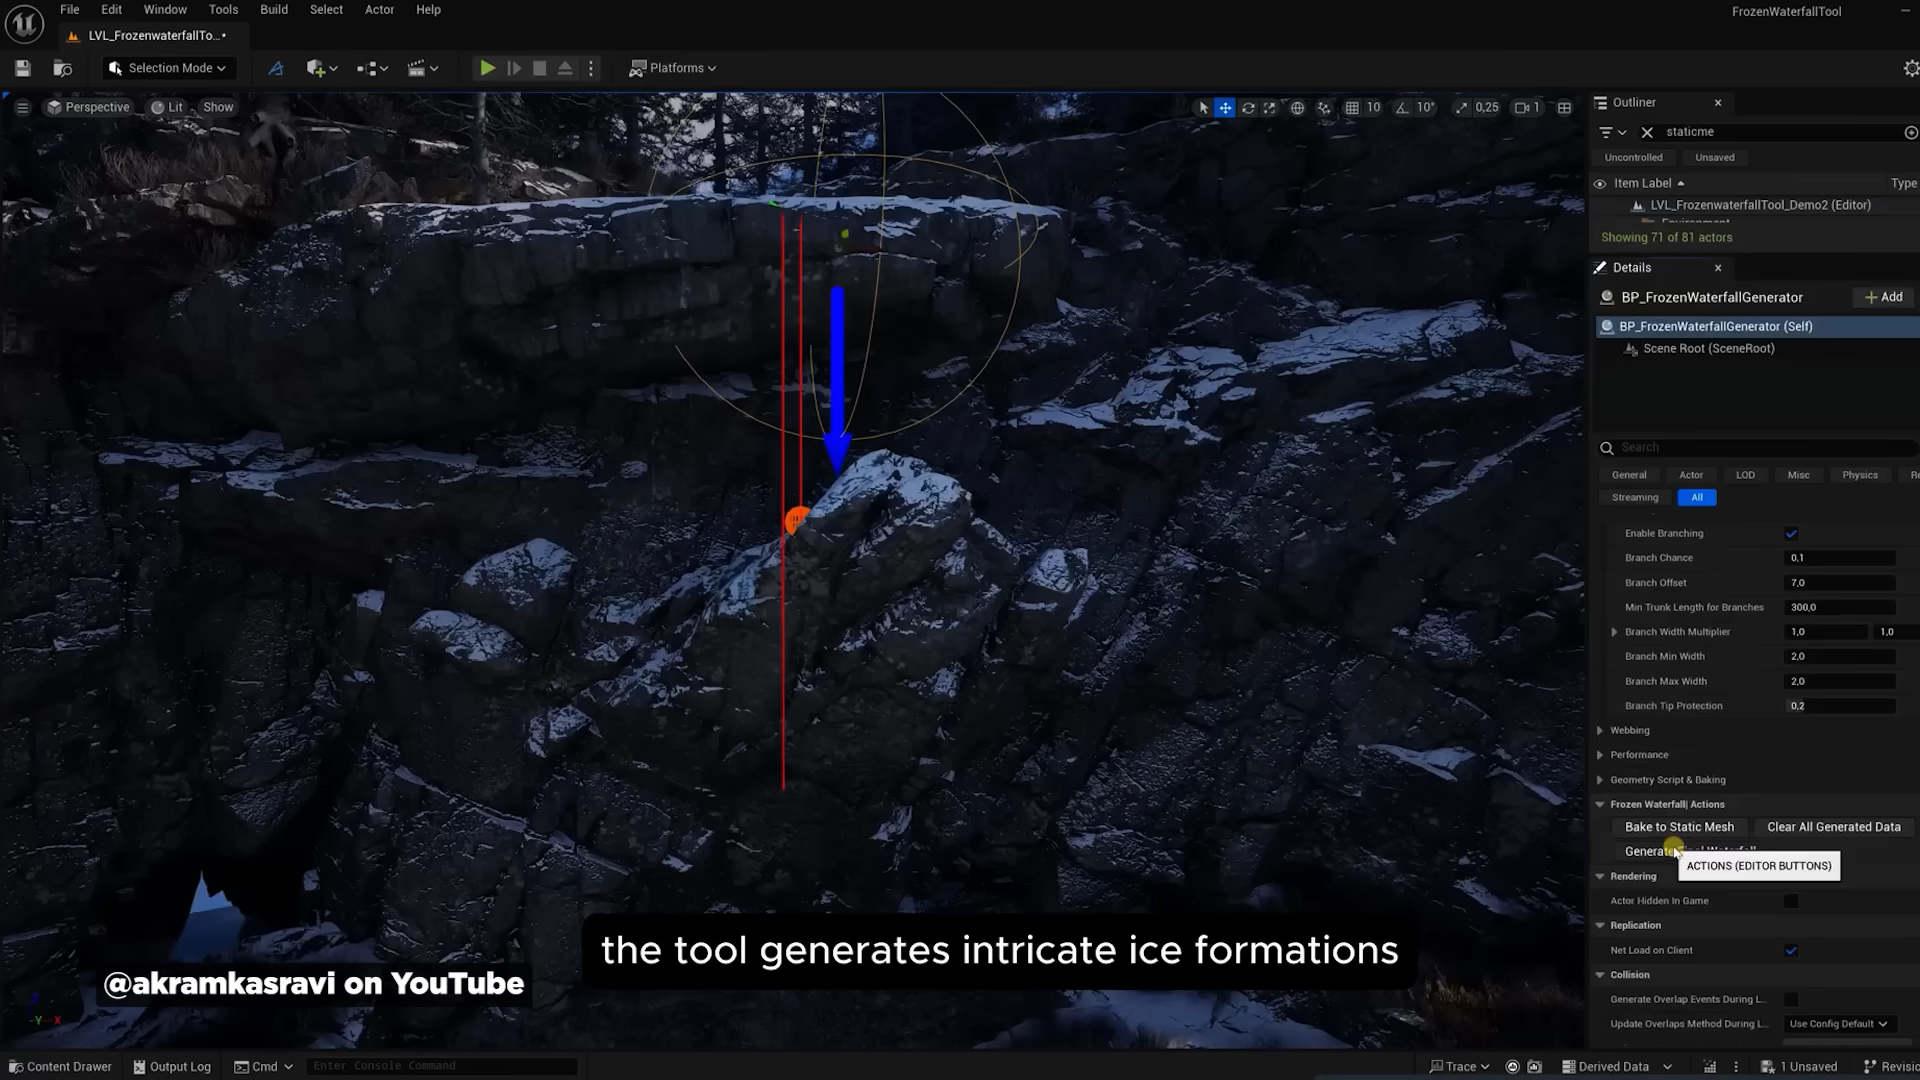 File Edit Window Tools Build Select Actor Help
FrozenWaterfallTool
LVL_FrozenwaterfallTo...•
Selection Mode
Platforms
Perspective Lit Show
10 10° 0,25 1
Outliner
staticme
Uncontrolled Unsaved
Item Label Type
LVL_FrozenwaterfallTool_Demo2 (Editor)
Environment
Showing 71 of 81 actors
Details
BP_FrozenWaterfallGenerator
Add
BP_FrozenWaterfallGenerator (Self)
Scene Root (SceneRoot)
Search
General Actor LOD Misc Physics
Streaming All
Enable Branching
Branch Chance 0,1
Branch Offset 7,0
Min Trunk Length for Branches 300,0
Branch Width Multiplier 1,0 1,0
Branch Min Width 2,0
Branch Max Width 2,0
Branch Tip Protection 0,2
Webbing
Performance
Geometry Script & Baking
Frozen Waterfall| Actions
Bake to Static Mesh Clear All Generated Data
Generate Final Waterfall
ACTIONS (EDITOR BUTTONS)
Rendering
Actor Hidden In Game
Replication
Net Load on Client
Collision
Generate Overlap Events During L...
Update Overlaps Method During L... Use Config Default
the tool generates intricate ice formations
@akramkasravi on YouTube
Content Drawer Output Log Cmd Enter Console Command
Trace Derived Data 1 Unsaved Revisio